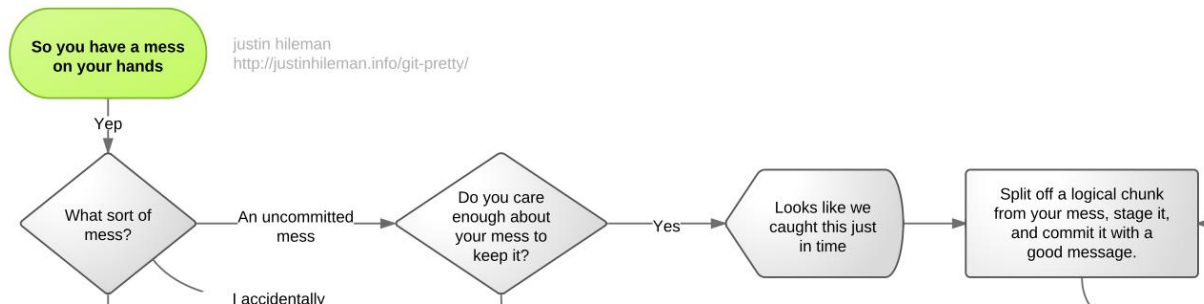 So you have a mess
on your hands
justin hileman
http://justinhileman.info/git-pretty/
Yep
What sort of
mess?
An uncommitted
mess
Do you care
enough about
your mess to
keep it?
Yes
Looks like we
caught this just
in time
Split off a logical chunk
from your mess, stage it,
and commit it with a
good message.
I accidentally